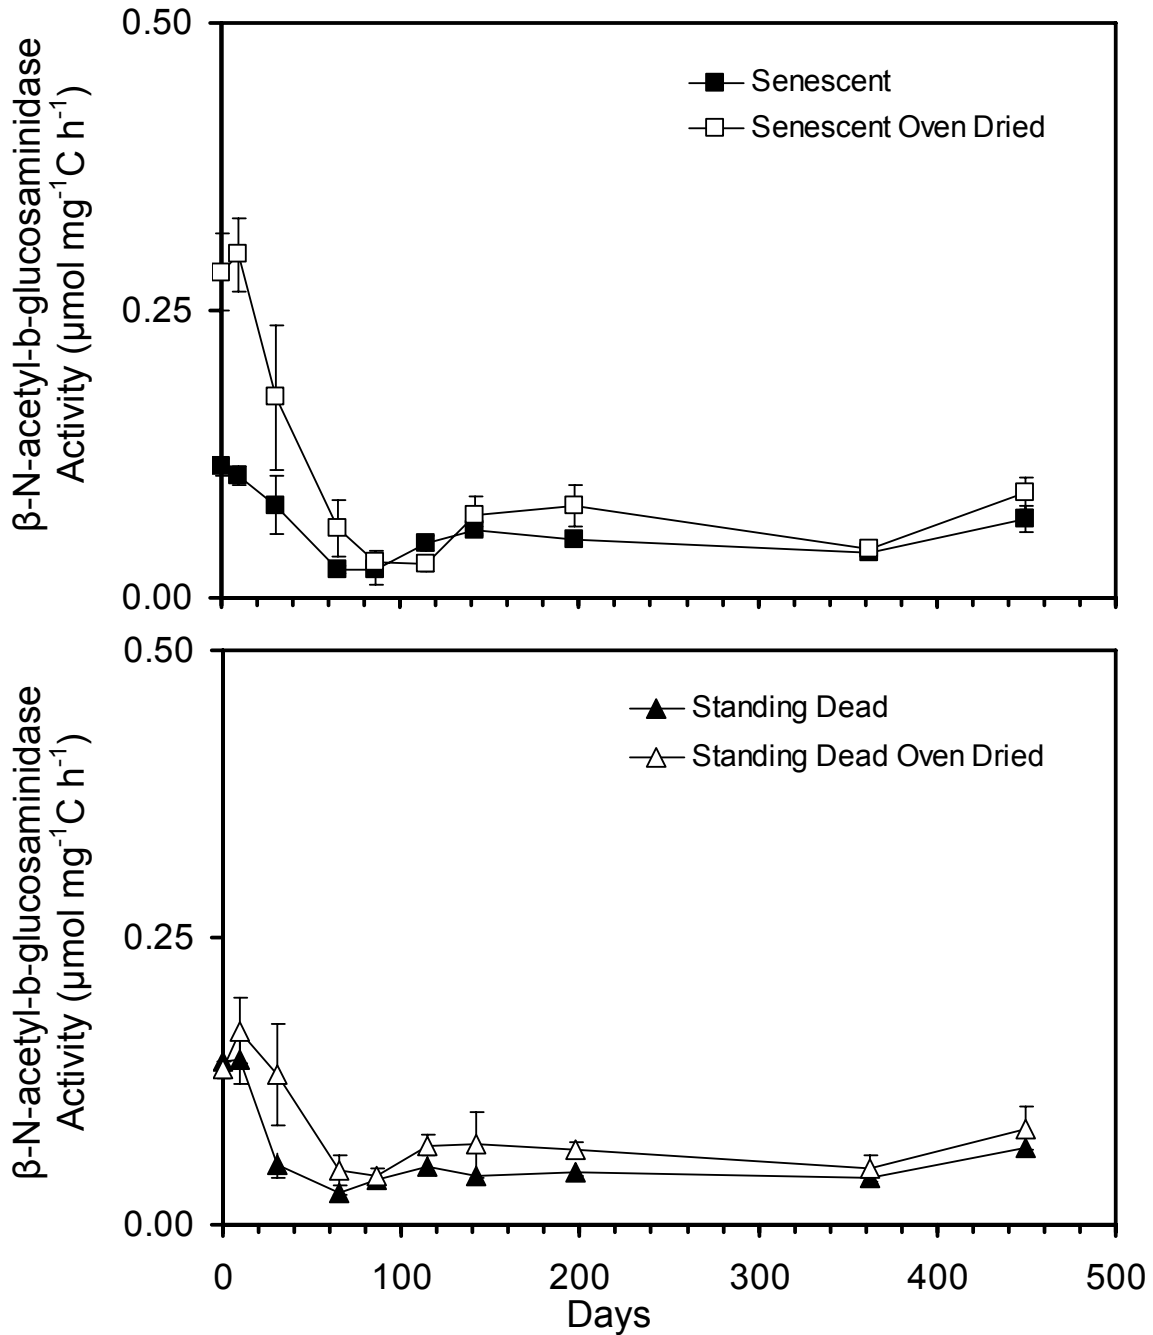 β-N-acetyl-b-glucosaminidase
Activity (µmol mg⁻¹C h⁻¹)
0.50
0.25
0.00
Senescent
Senescent Oven Dried
β-N-acetyl-b-glucosaminidase
Activity (µmol mg⁻¹C h⁻¹)
0.50
0.25
0.00
Standing Dead
Standing Dead Oven Dried
0 100 200 300 400 500
Days